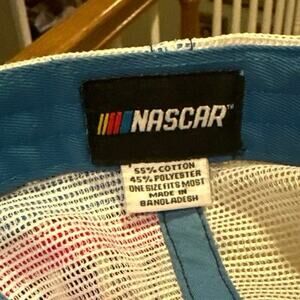 NASCAR
55% COTTON
45% POLYESTER
ONE SIZE FITS MOST
MADE IN
BANGLADESH